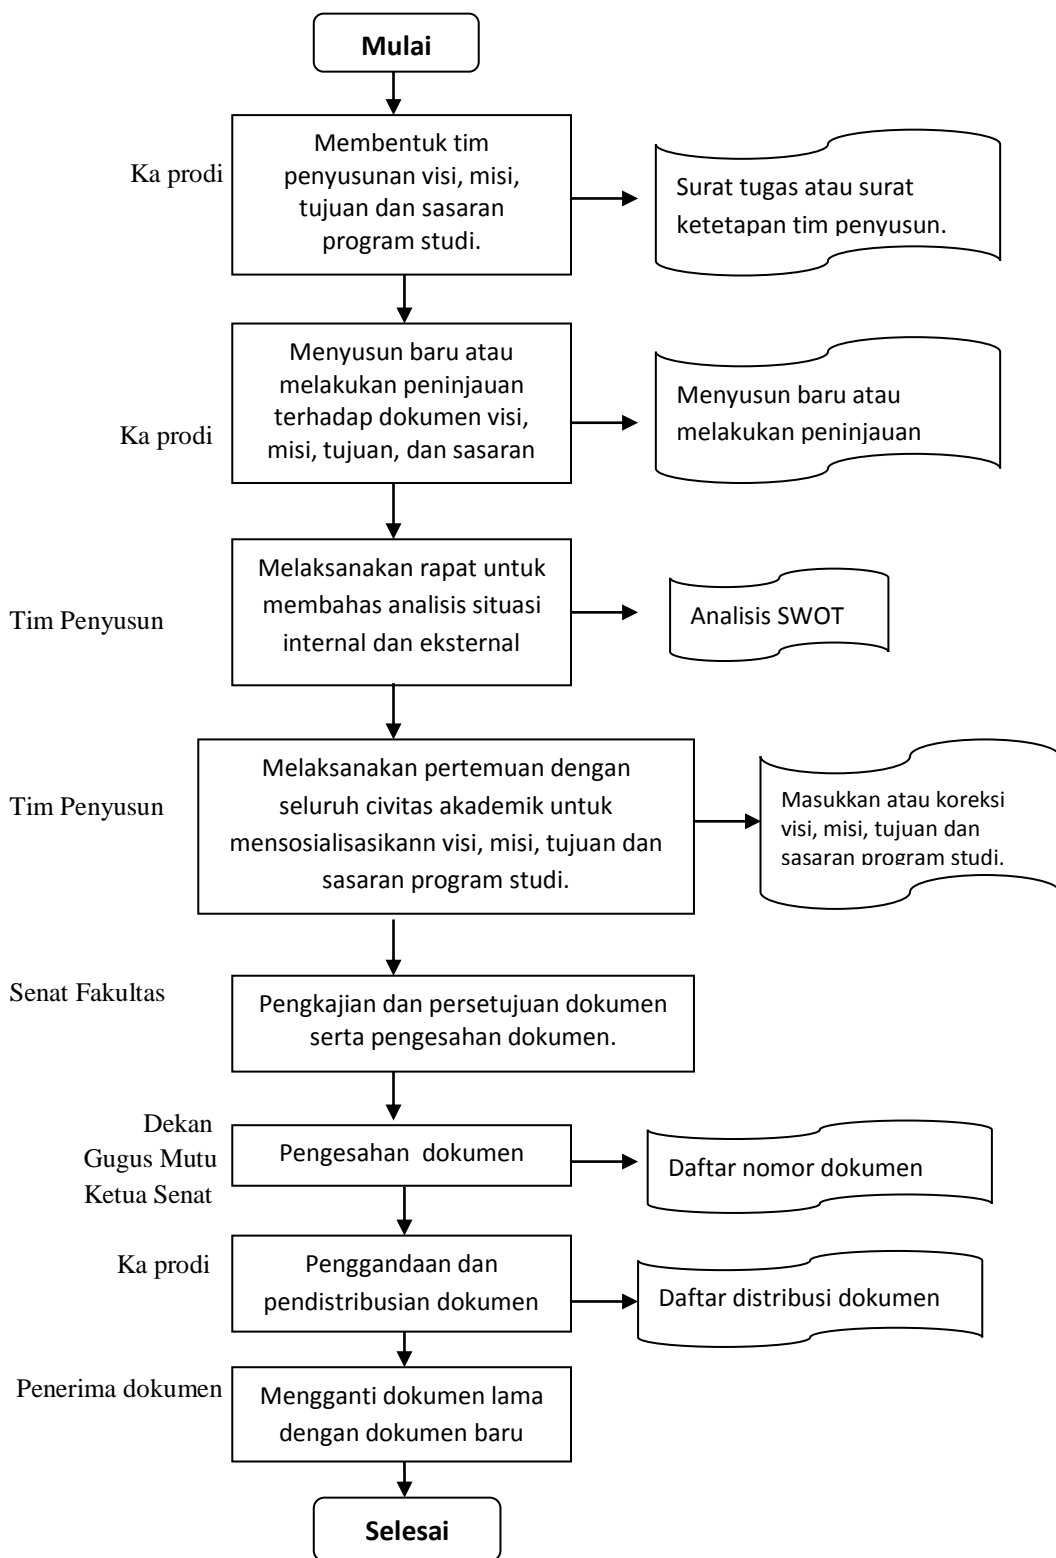 Mulai
Ka prodi
Membentuk tim
penyusunan visi, misi,
tujuan dan sasaran
program studi.
Surat tugas atau surat
ketetapan tim penyusun.
Ka prodi
Menyusun baru atau
melakukan peninjauan
terhadap dokumen visi,
misi, tujuan, dan sasaran
Menyusun baru atau
melakukan peninjauan
Tim Penyusun
Melaksanakan rapat untuk
membahas analisis situasi
internal dan eksternal
Analisis SWOT
Tim Penyusun
Melaksanakan pertemuan dengan
seluruh civitas akademik untuk
mensosialisasikann visi, misi, tujuan dan
sasaran program studi.
Masukkan atau koreksi
visi, misi, tujuan dan
sasaran program studi.
Senat Fakultas
Pengkajian dan persetujuan dokumen
serta pengesahan dokumen.
Dekan
Gugus Mutu
Ketua Senat
Pengesahan  dokumen
Daftar nomor dokumen
Ka prodi
Penggandaan dan
pendistribusian dokumen
Daftar distribusi dokumen
Penerima dokumen
Mengganti dokumen lama
dengan dokumen baru
Selesai